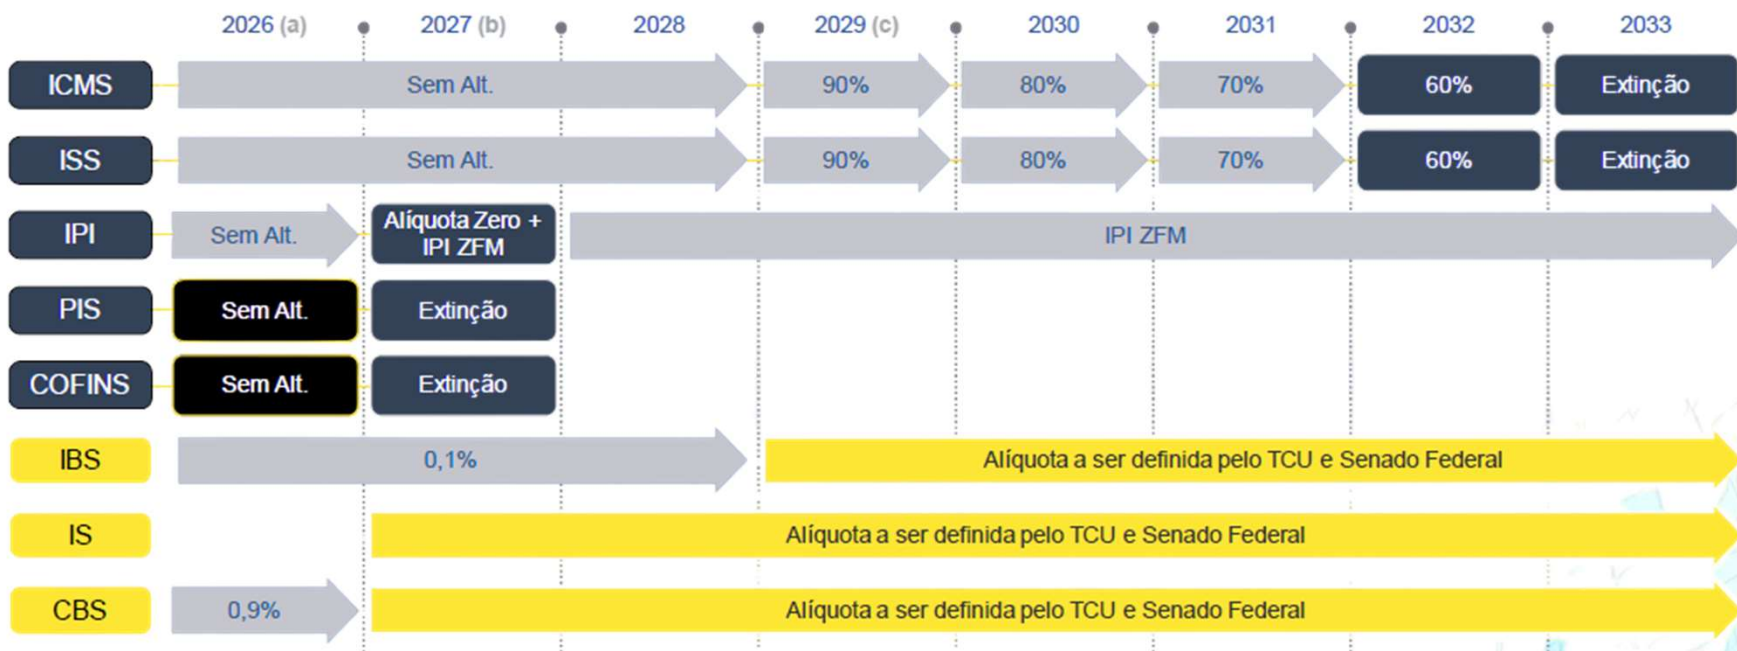 2026 (a) 2027 (b) 2028 2029 (c) 2030 2031 2032 2033
ICMS Sem Alt. 90% 80% 70% 60% Extinção
ISS Sem Alt. 90% 80% 70% 60% Extinção
IPI Sem Alt. Alíquota Zero + IPI ZFM IPI ZFM
PIS Sem Alt. Extinção
COFINS Sem Alt. Extinção
IBS 0,1% Alíquota a ser definida pelo TCU e Senado Federal
IS Alíquota a ser definida pelo TCU e Senado Federal
CBS 0,9% Alíquota a ser definida pelo TCU e Senado Federal